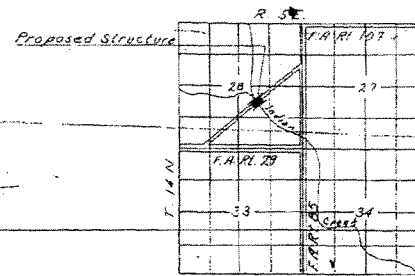 R. 5 E.
Proposed Structure
F.A. Rt. 107
28
27
Indian
F.A. Rt. 29
T. 14 N
33
34
Creek
F.A. Rt. 85